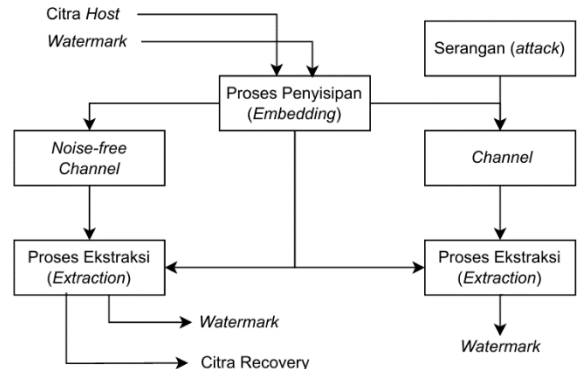 Citra Host
Watermark
Serangan (attack)
Proses Penyisipan
(Embedding)
Noise-free
Channel
Channel
Proses Ekstraksi
(Extraction)
Proses Ekstraksi
(Extraction)
Watermark
Watermark
Citra Recovery